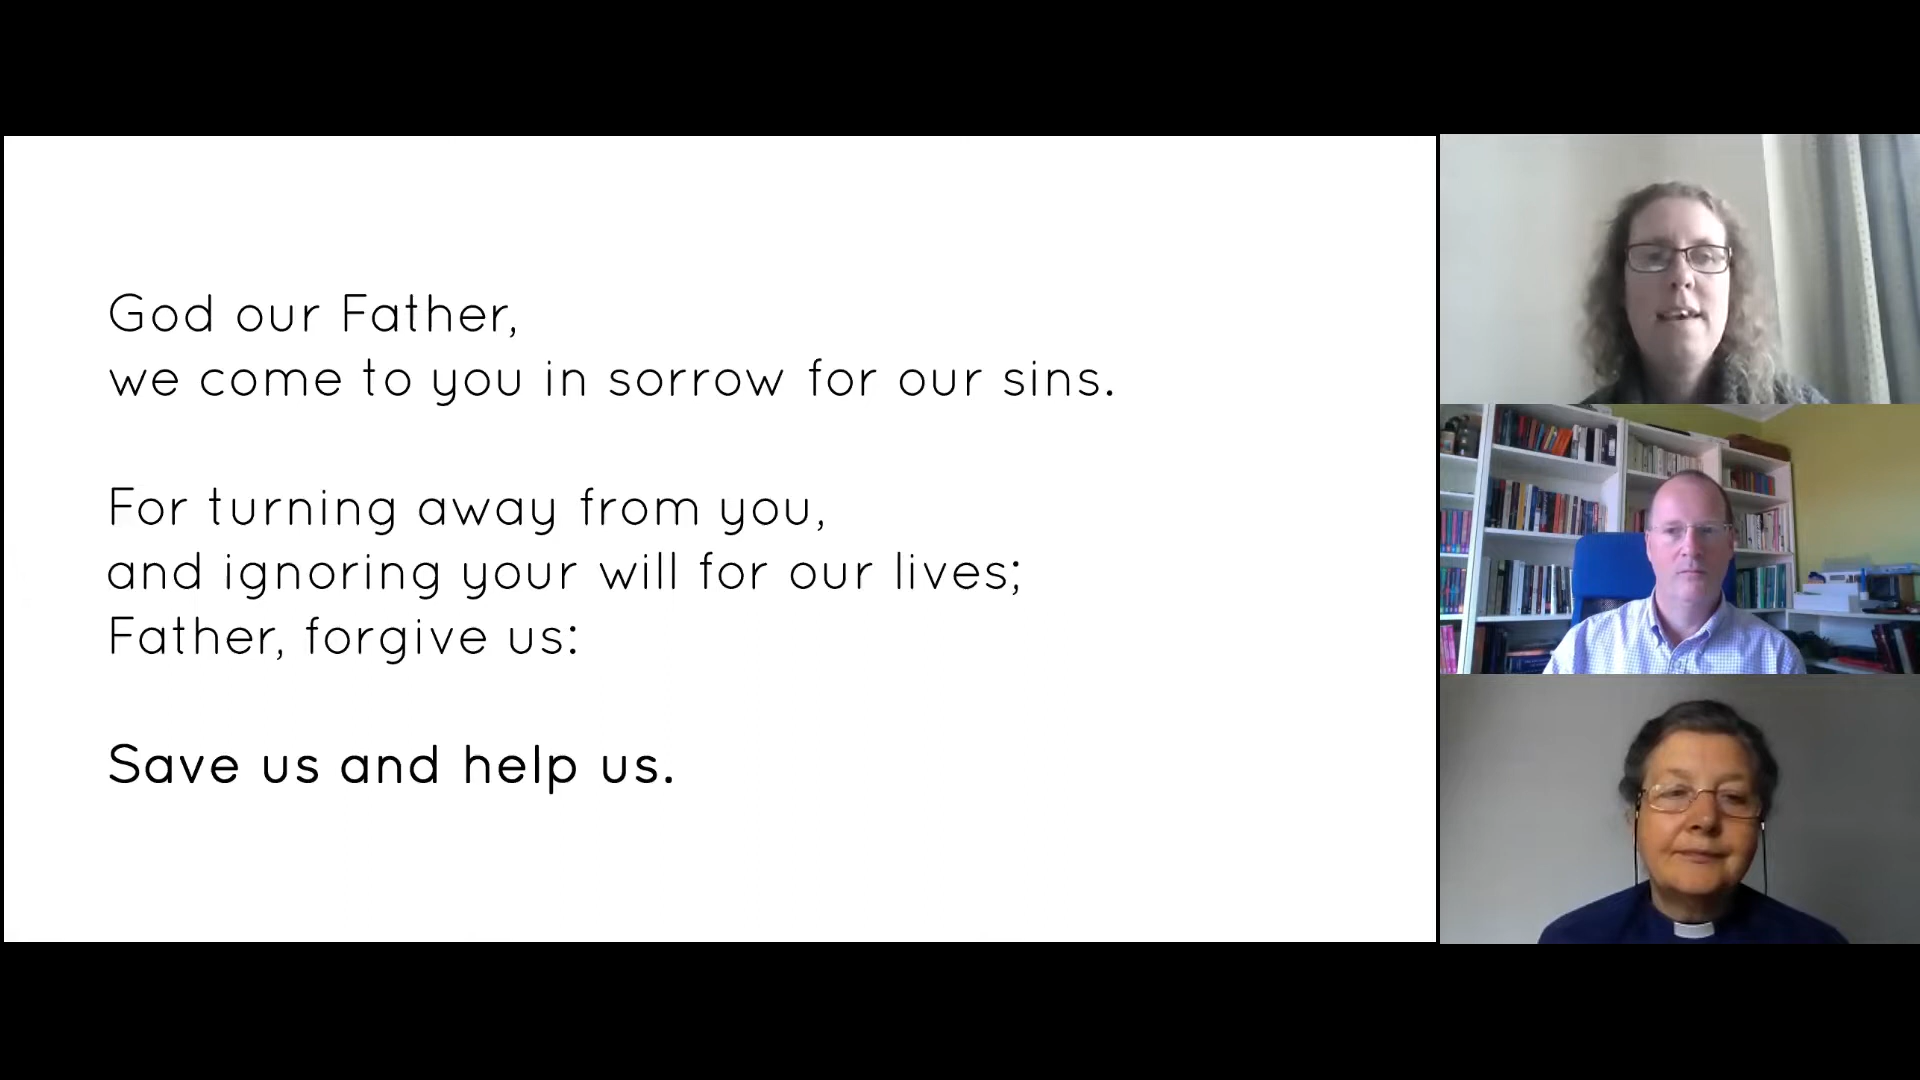 God our Father,
we come to you in sorrow for our sins.
For turning away from you,
and ignoring your will for our lives;
Father, forgive us:
Save us and help us.